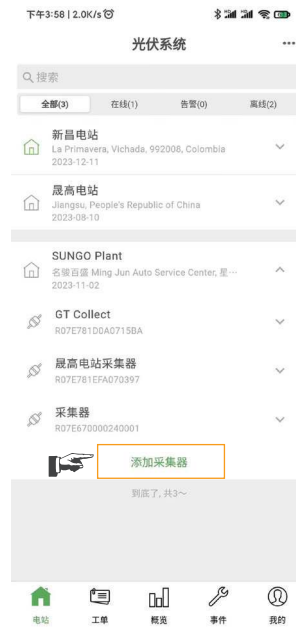 下午3:58 | 2.0K/s
光伏系统
搜索
全部(3) 在线(1) 告警(0) 离线(2)
新昌电站
La Primavera, Vichada, 992008, Colombia
2023-12-11
晟高电站
Jiangsu, People's Republic of China
2023-08-10
SUNGO Plant
名骏百盛 Ming Jun Auto Service Center, 星…
2023-11-02
GT Collect
R07E781D0A0715BA
晟高电站采集器
R07E781EFA070397
采集器
R07E670000240001
添加采集器
到底了, 共3~
电站 工单 概览 事件 我的